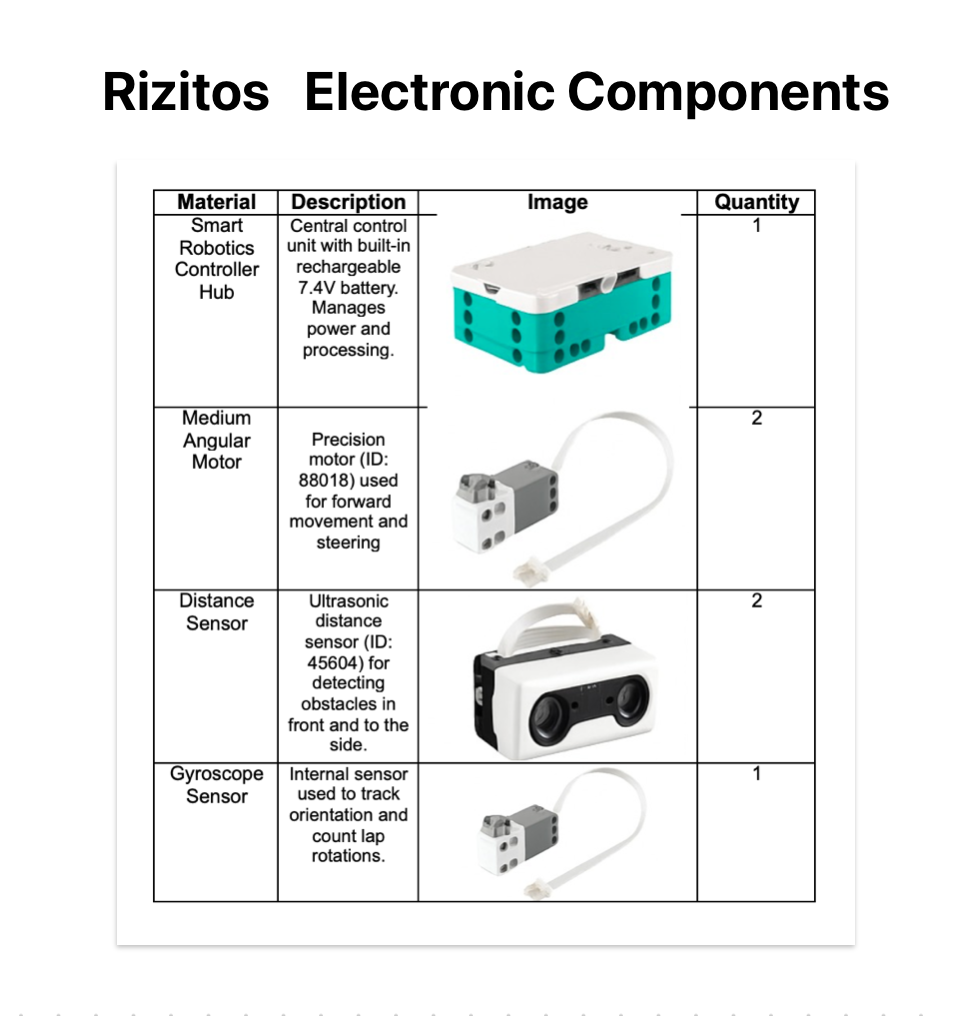 Rizitos Electronic Components
Material Description Image Quantity
Smart
Robotics
Controller
Hub
Central control
unit with built-in
rechargeable
7.4V battery.
Manages
power and
processing.
1
Medium
Angular
Motor
Precision
motor (ID:
88018) used
for forward
movement and
steering
2
Distance
Sensor
Ultrasonic
distance
sensor (ID:
45604) for
detecting
obstacles in
front and to the
side.
2
Gyroscope
Sensor
Internal sensor
used to track
orientation and
count lap
rotations.
1